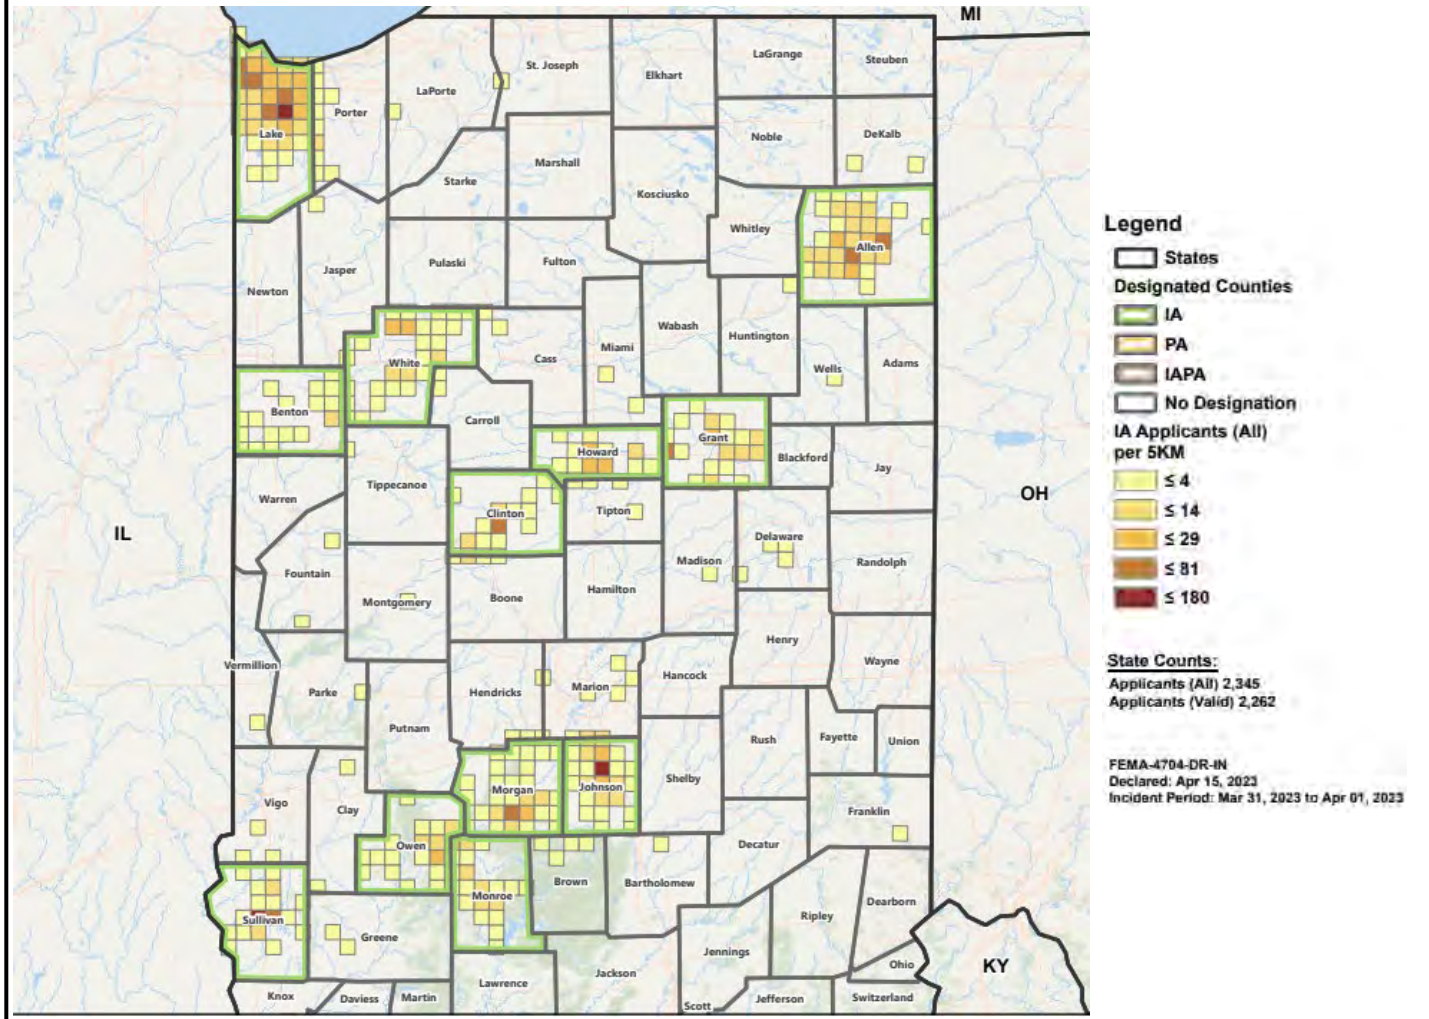 MI
LaGrange
Steuben
St. Joseph
Elkhart
LaPorte
Porter
Lake
Noble
DeKalb
Marshall
Starke
Kosciusko
Whitley
Allen
Pulaski
Fulton
Jasper
Newton
Wabash
Huntington
Miami
Cass
White
Wells
Adams
Benton
Carroll
Grant
Howard
Blackford
Jay
Tippecanoe
Warren
Clinton
Tipton
IL
OH
Delaware
Madison
Randolph
Fountain
Montgomery
Boone
Hamilton
Henry
Vermillion
Parke
Hendricks
Marion
Hancock
Wayne
Putnam
Rush
Fayette
Union
Shelby
Morgan
Johnson
Vigo
Clay
Franklin
Owen
Decatur
Brown
Bartholomew
Monroe
Dearborn
Ripley
Sullivan
Greene
Jennings
Ohio
KY
Jackson
Lawrence
Knox
Daviess
Martin
Scott
Jefferson
Switzerland
Legend
States
Designated Counties
IA
PA
IAPA
No Designation
IA Applicants (All)
per 5KM
≤ 4
≤ 14
≤ 29
≤ 81
≤ 180
State Counts:
Applicants (All) 2,345
Applicants (Valid) 2,262
FEMA-4704-DR-IN
Declared: Apr 15, 2023
Incident Period: Mar 31, 2023 to Apr 01, 2023